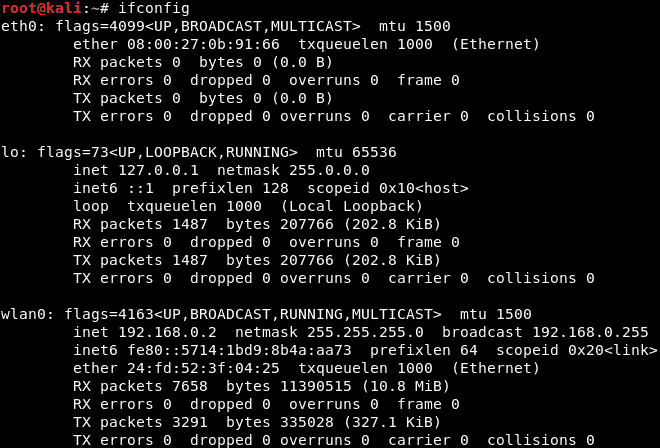 root@kali:~# ifconfig
eth0: flags=4099<UP,BROADCAST,MULTICAST>  mtu 1500
        ether 08:00:27:0b:91:66  txqueuelen 1000  (Ethernet)
        RX packets 0  bytes 0 (0.0 B)
        RX errors 0  dropped 0  overruns 0  frame 0
        TX packets 0  bytes 0 (0.0 B)
        TX errors 0  dropped 0 overruns 0  carrier 0  collisions 0

lo: flags=73<UP,LOOPBACK,RUNNING>  mtu 65536
        inet 127.0.0.1  netmask 255.0.0.0
        inet6 ::1  prefixlen 128  scopeid 0x10<host>
        loop  txqueuelen 1000  (Local Loopback)
        RX packets 1487  bytes 207766 (202.8 KiB)
        RX errors 0  dropped 0  overruns 0  frame 0
        TX packets 1487  bytes 207766 (202.8 KiB)
        TX errors 0  dropped 0 overruns 0  carrier 0  collisions 0

wlan0: flags=4163<UP,BROADCAST,RUNNING,MULTICAST>  mtu 1500
        inet 192.168.0.2  netmask 255.255.255.0  broadcast 192.168.0.255
        inet6 fe80::5714:1bd9:8b4a:aa73  prefixlen 64  scopeid 0x20<link>
        ether 24:fd:52:3f:04:25  txqueuelen 1000  (Ethernet)
        RX packets 7658  bytes 11390515 (10.8 MiB)
        RX errors 0  dropped 0  overruns 0  frame 0
        TX packets 3291  bytes 335028 (327.1 KiB)
        TX errors 0  dropped 0 overruns 0  carrier 0  collisions 0